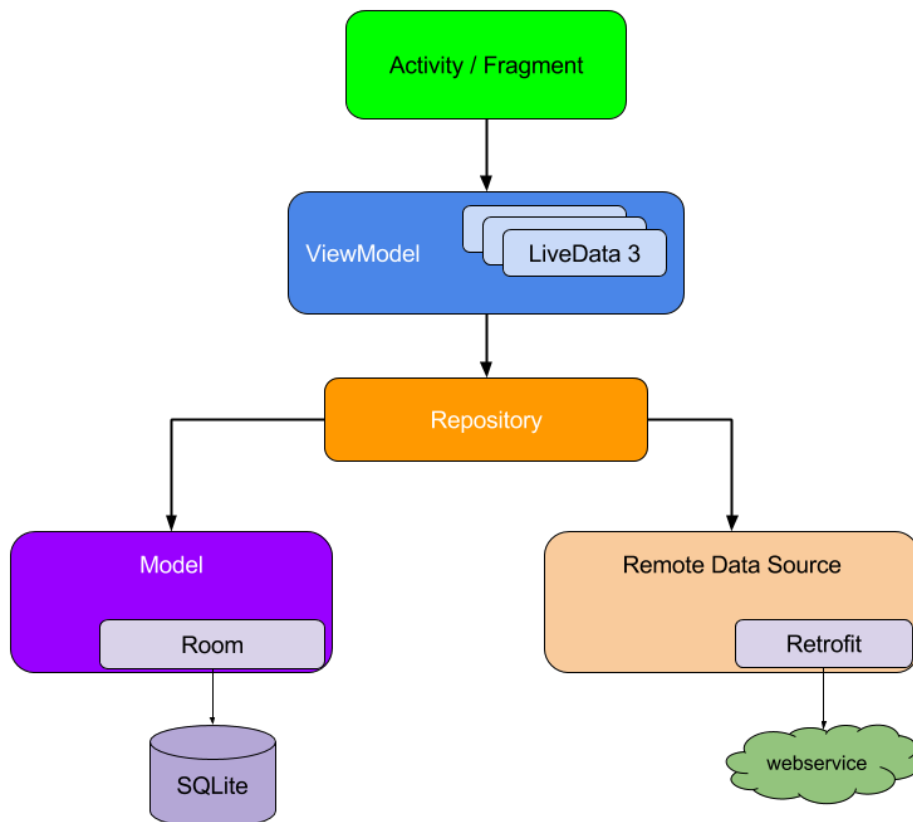 Activity / Fragment
ViewModel
LiveData 3
Repository
Model
Remote Data Source
Room
Retrofit
SQLite
webservice